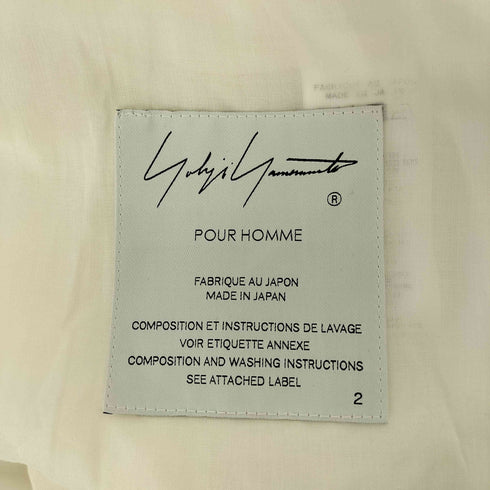 Yohji Yamamoto
®
POUR HOMME
FABRIQUE AU JAPON
MADE IN JAPAN
COMPOSITION ET INSTRUCTIONS DE LAVAGE
VOIR ETIQUETTE ANNEXE
COMPOSITION AND WASHING INSTRUCTIONS
SEE ATTACHED LABEL
2